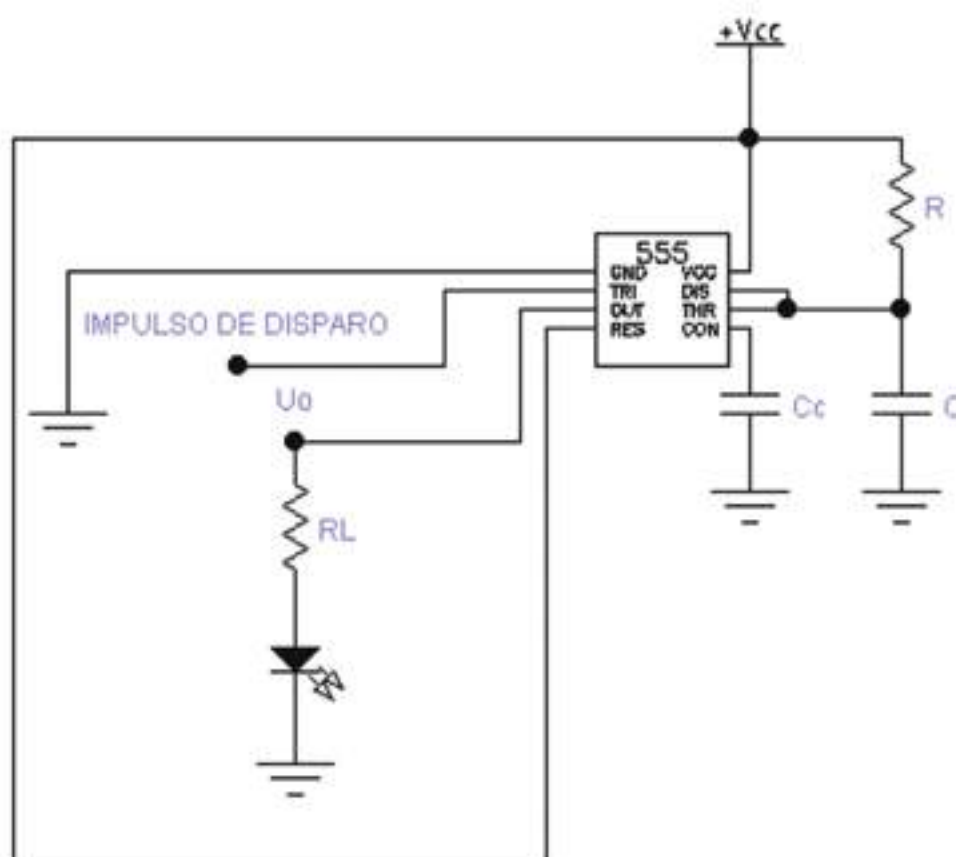 +Vcc
R
555
GND VCC
TRI DIS
OUT THR
RES CON
IMPULSO DE DISPARO
Uo
Cc
C
RL